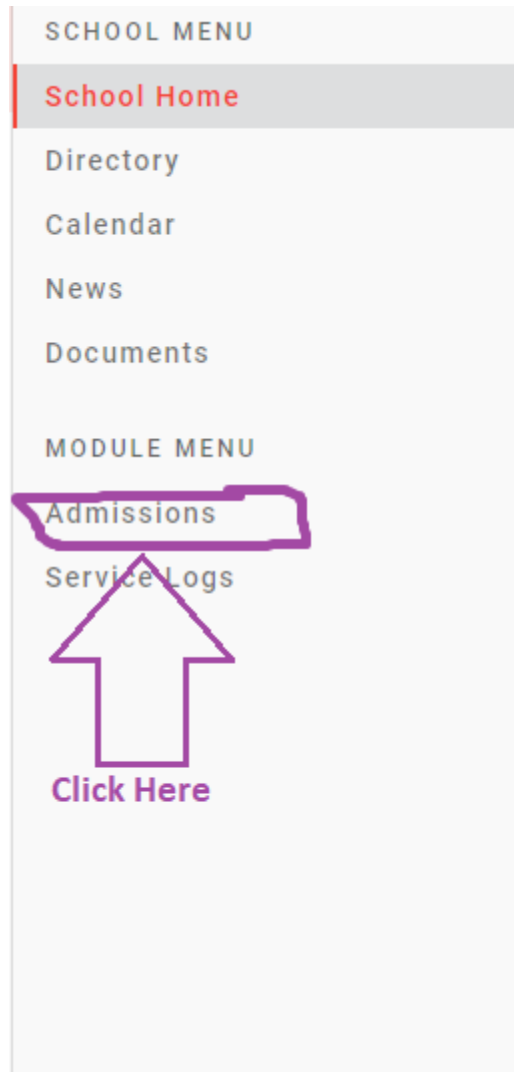 SCHOOL MENU
School Home
Directory
Calendar
News
Documents
MODULE MENU
Admissions
Service Logs
Click Here